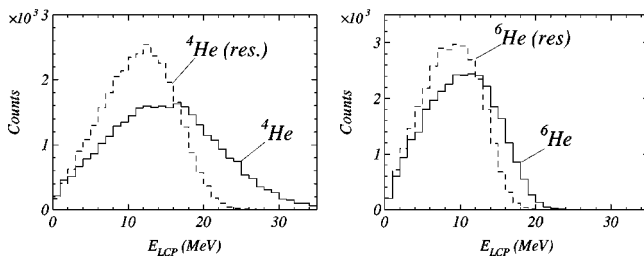 ×10³
2
1
0
Counts
⁴He (res.)
⁴He
0 10 20 30
E_LCP (MeV)
×10³
3
2
1
0
Counts
⁶He (res)
⁶He
0 10 20 30
E_LCP (MeV)